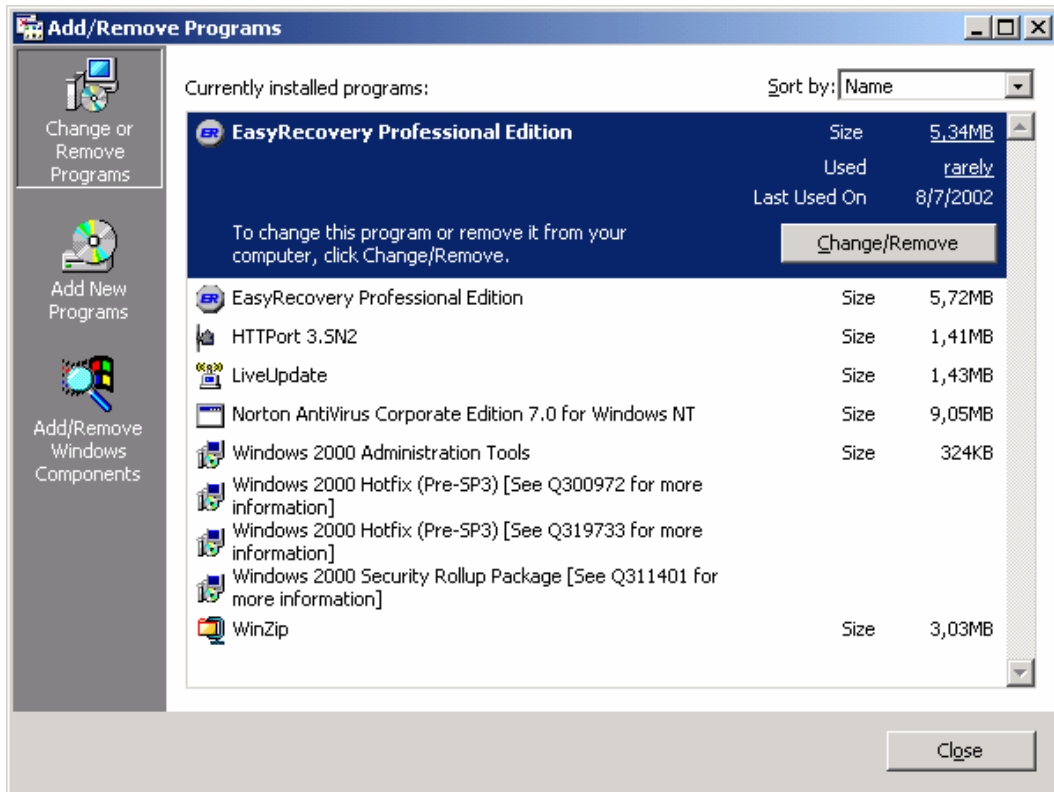 Add/Remove Programs
Change or
Remove
Programs
Add New
Programs
Add/Remove
Windows
Components
Currently installed programs:
Sort by: Name
EasyRecovery Professional Edition Size 5,34MB
Used rarely
Last Used On 8/7/2002
To change this program or remove it from your
computer, click Change/Remove.
Change/Remove
EasyRecovery Professional Edition Size 5,72MB
HTTPort 3.SN2 Size 1,41MB
LiveUpdate Size 1,43MB
Norton AntiVirus Corporate Edition 7.0 for Windows NT Size 9,05MB
Windows 2000 Administration Tools Size 324KB
Windows 2000 Hotfix (Pre-SP3) [See Q300972 for more
information]
Windows 2000 Hotfix (Pre-SP3) [See Q319733 for more
information]
Windows 2000 Security Rollup Package [See Q311401 for
more information]
WinZip Size 3,03MB
Close